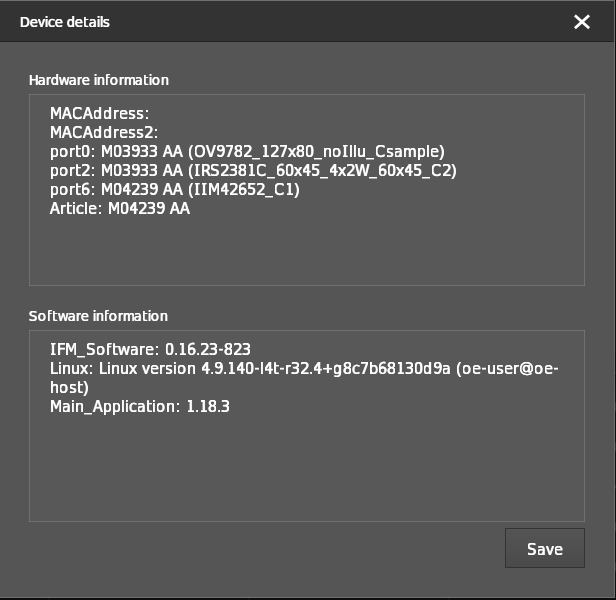 Device details
Hardware information
MACAddress:
MACAddress2:
port0: M03933 AA (OV9782_127x80_noIllu_Csample)
port2: M03933 AA (IRS2381C_60x45_4x2W_60x45_C2)
port6: M04239 AA (IIM42652_C1)
Article: M04239 AA
Software information
IFM_Software: 0.16.23-823
Linux: Linux version 4.9.140-l4t-r32.4+g8c7b68130d9a (oe-user@oe-
host)
Main_Application: 1.18.3
Save